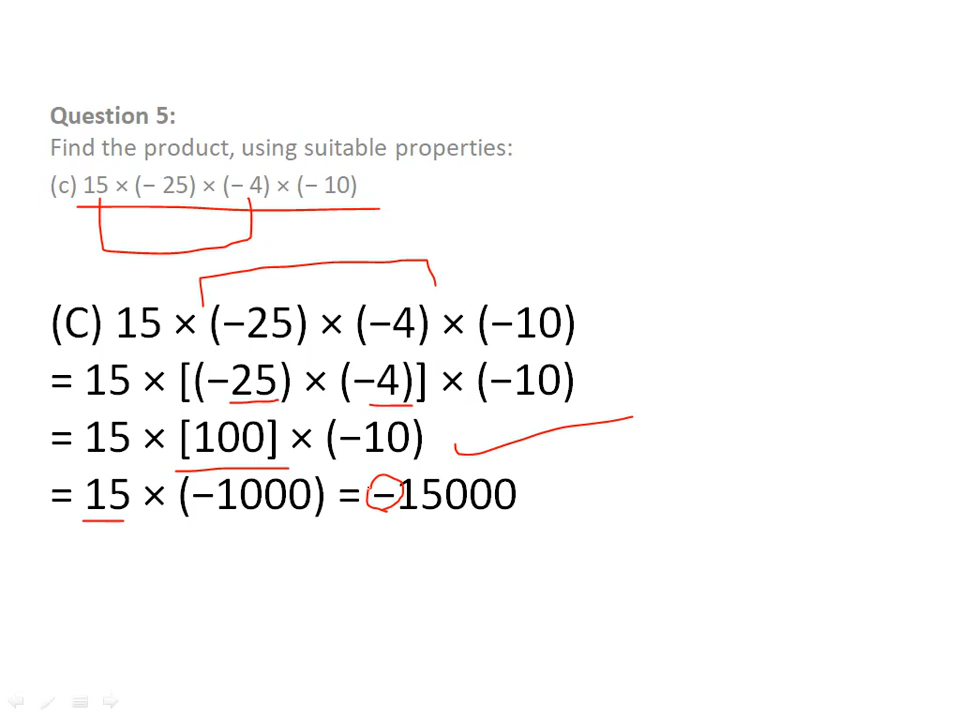 Question 5:
Find the product, using suitable properties:
(c) 15 × (− 25) × (− 4) × (− 10)
(C) 15 × (−25) × (−4) × (−10)
= 15 × [(−25) × (−4)] × (−10)
= 15 × [100] × (−10)
= 15 × (−1000) = −15000